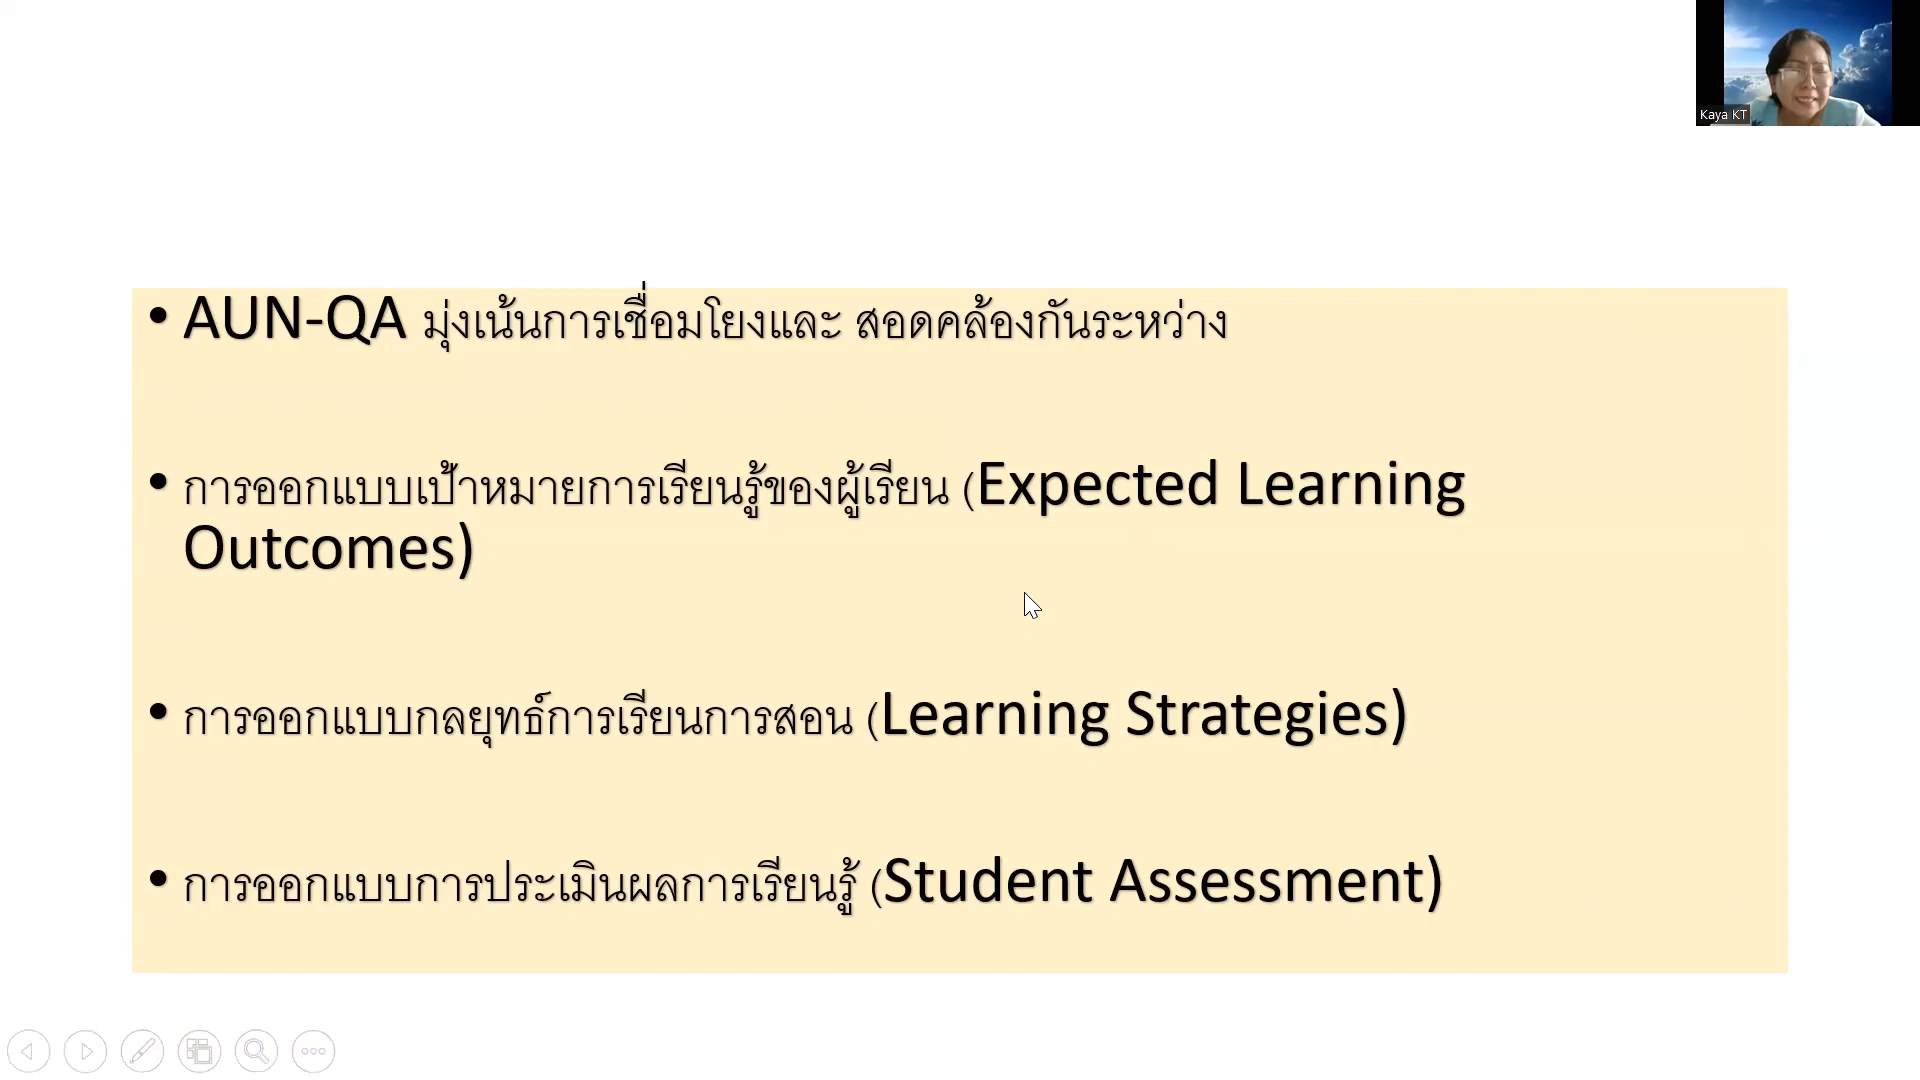 Kaya KT
• AUN-QA มุ่งเน้นการเชื่อมโยงและ สอดคล้องกันระหว่าง
• การออกแบบเป้าหมายการเรียนรู้ของผู้เรียน (Expected Learning
Outcomes)
• การออกแบบกลยุทธ์การเรียนการสอน (Learning Strategies)
• การออกแบบการประเมินผลการเรียนรู้ (Student Assessment)